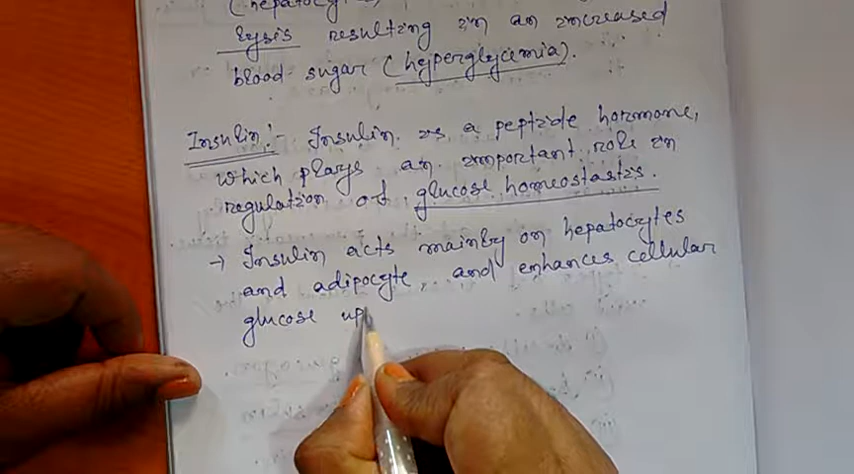 (hepatocy
lysis resulting in an increased
blood sugar (hyperglycemia).
Insulin:- Insulin is a peptide hormone,
which plays an important role in
regulation of glucose homeostasis.
→ Insulin acts mainly on hepatocytes
and adipocyte, and enhances cellular
glucose up